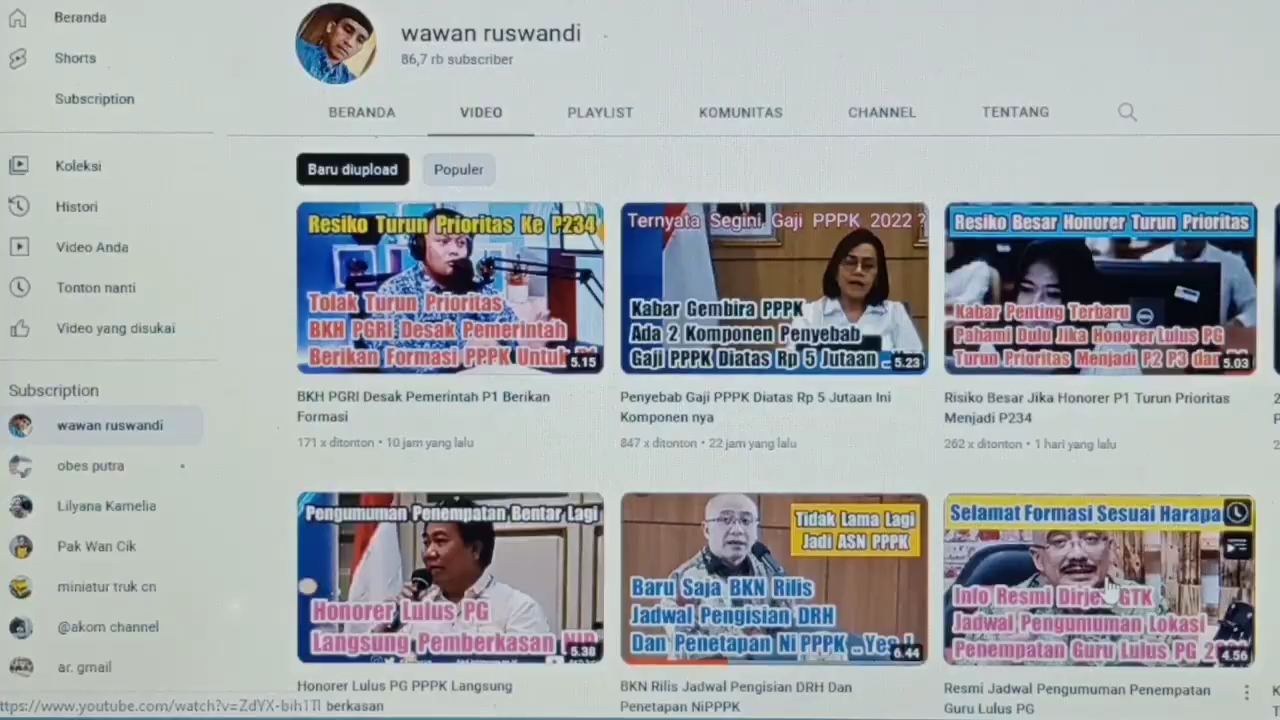 Beranda
Shorts
Subscription
Koleksi
Histori
Video Anda
Tonton nanti
Video yang disukai
Subscription
wawan ruswandi
obes putra
Lilyana Kamelia
Pak Wan Cik
miniatur truk cn
@akom channel
ar. gmail
wawan ruswandi
86,7 rb subscriber
BERANDA VIDEO PLAYLIST KOMUNITAS CHANNEL TENTANG
Baru diupload Populer
Resiko Turun Prioritas Ke P234
Tolak Turun Prioritas
BKH PGRI Desak Pemerintah
Berikan Formasi PPPK Untuk
5.15
BKH PGRI Desak Pemerintah P1 Berikan
Formasi
171 x ditonton • 10 jam yang lalu
Ternyata Segini Gaji PPPK 2022 ?
Kabar Gembira PPPK
Ada 2 Komponen Penyebab
Gaji PPPK Diatas Rp 5 Jutaan
5.23
Penyebab Gaji PPPK Diatas Rp 5 Jutaan Ini
Komponen nya
847 x ditonton • 22 jam yang lalu
Resiko Besar Honorer Turun Prioritas
Kabar Penting Terbaru
Pahami Dulu Jika Honorer Lulus PG
Turun Prioritas Menjadi P2 P3 dan
5.03
Risiko Besar Jika Honorer P1 Turun Prioritas
Menjadi P234
262 x ditonton • 1 hari yang lalu
Pengumuman Penempatan Bentar Lagi
Honorer Lulus PG
Langsung Pemberkasan NIP
5.38
Honorer Lulus PG PPPK Langsung
berkasan
Tidak Lama Lagi
Jadi ASN PPPK
Baru Saja BKN Rilis
Jadwal Pengisian DRH
Dan Penetapan Ni PPPK ..Yes !
6.44
BKN Rilis Jadwal Pengisian DRH Dan
Penetapan NiPPPK
Selamat Formasi Sesuai Harapa
Info Resmi Dirjen GTK
Jadwal Pengumuman Lokasi
Penempatan Guru Lulus PG 2
4.56
Resmi Jadwal Pengumuman Penempatan
Guru Lulus PG
ttps://www.youtube.com/watch?v=ZdYX-bih1TI